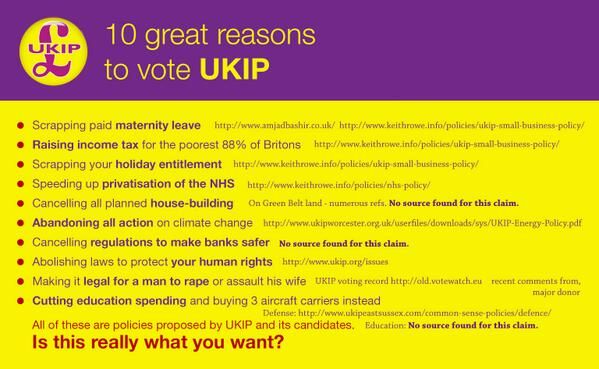 UKIP
10 great reasons
to vote UKIP
Scrapping paid maternity leave http://www.amjadbashir.co.uk/ http://www.keithrowe.info/policies/ukip-small-business-policy/
Raising income tax for the poorest 88% of Britons http://www.keithrowe.info/policies/ukip-small-business-policy/
Scrapping your holiday entitlement http://www.keithrowe.info/policies/ukip-small-business-policy/
Speeding up privatisation of the NHS http://www.keithrowe.info/policies/nhs-policy/
Cancelling all planned house-building On Green Belt land - numerous refs. No source found for this claim.
Abandoning all action on climate change http://www.ukipworcester.org.uk/userfiles/downloads/sys/UKIP-Energy-Policy.pdf
Cancelling regulations to make banks safer No source found for this claim.
Abolishing laws to protect your human rights http://www.ukip.org/issues
Making it legal for a man to rape or assault his wife UKIP voting record http://old.votewatch.eu recent comments from,
major donor
Cutting education spending and buying 3 aircraft carriers instead
Defense: http://www.ukipeastsussex.com/common-sense-policies/defence/
All of these are policies proposed by UKIP and its candidates. Education: No source found for this claim.
Is this really what you want?